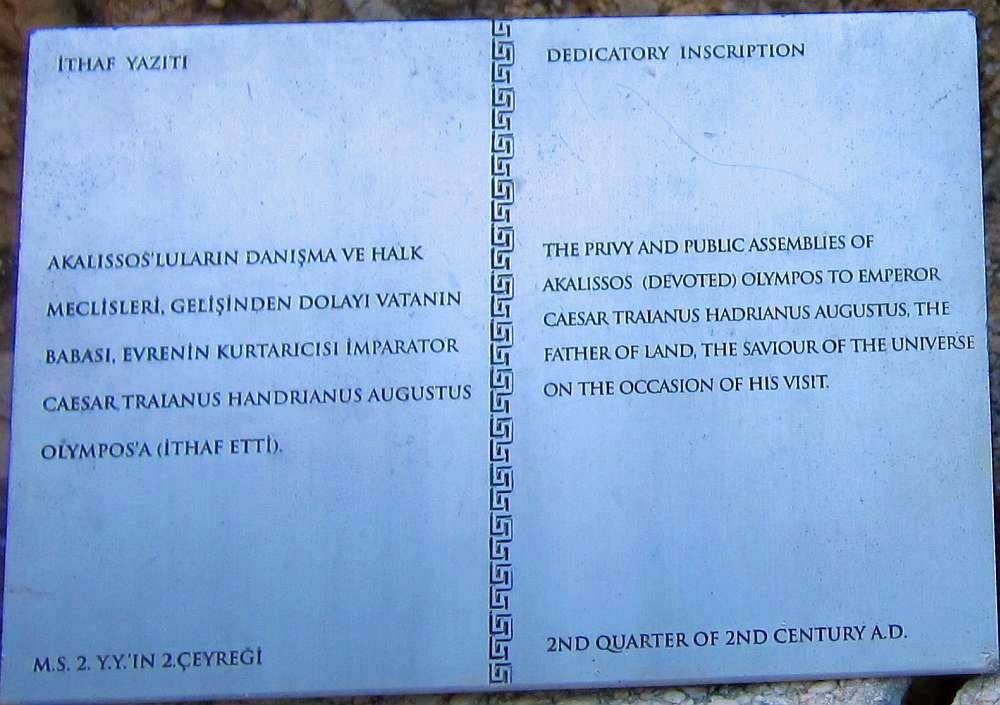 İTHAF YAZITI
AKALISSOS'LULARIN DANIŞMA VE HALK
MECLİSLERİ, GELİŞİNDEN DOLAYI VATANIN
BABASI, EVRENİN KURTARICISI İMPARATOR
CAESAR TRAIANUS HANDRIANUS AUGUSTUS
OLYMPOS'A (İTHAF ETTİ).
M.S. 2. Y.Y.'IN 2.ÇEYREĞİ
DEDICATORY INSCRIPTION
THE PRIVY AND PUBLIC ASSEMBLIES OF
AKALISSOS (DEVOTED) OLYMPOS TO EMPEROR
CAESAR TRAIANUS HADRIANUS AUGUSTUS, THE
FATHER OF LAND, THE SAVIOUR OF THE UNIVERSE
ON THE OCCASION OF HIS VISIT.
2ND QUARTER OF 2ND CENTURY A.D.